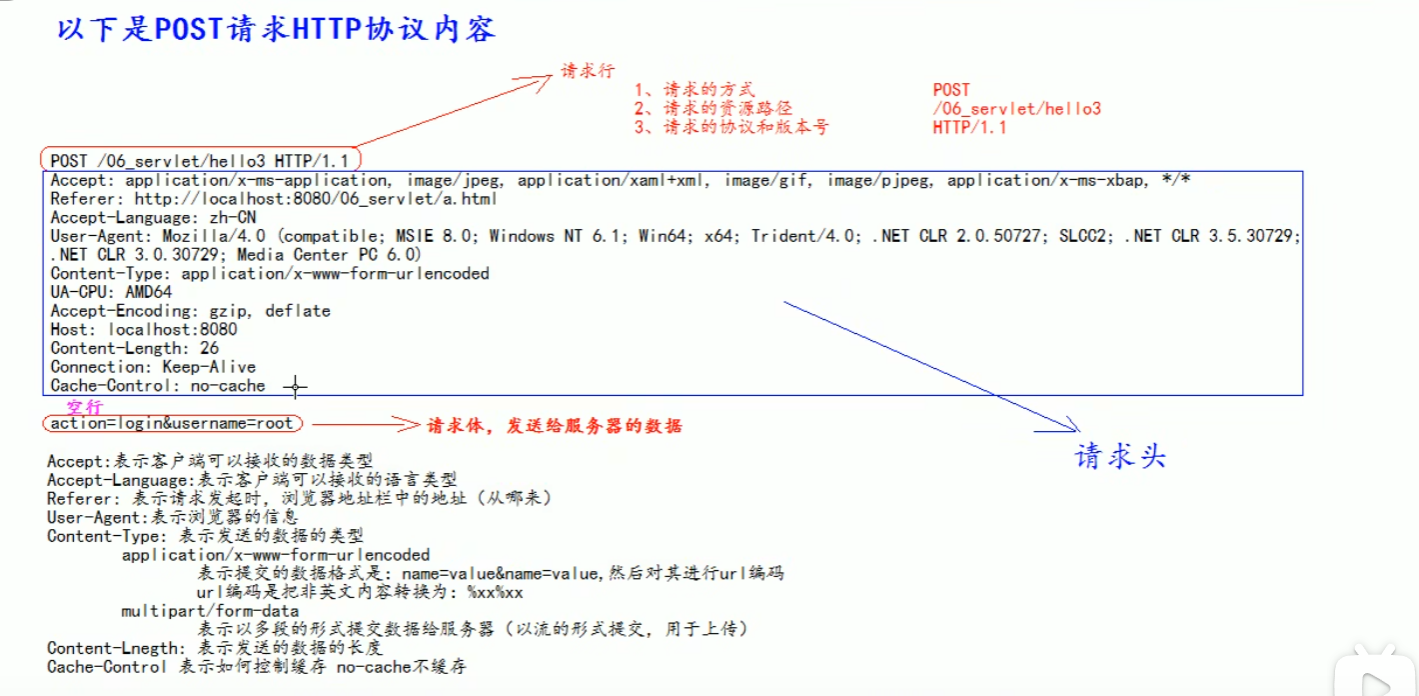 以下是POST请求HTTP协议内容
请求行
1、请求的方式 POST
2、请求的资源路径 /06_servlet/hello3
3、请求的协议和版本号 HTTP/1.1
POST /06_servlet/hello3 HTTP/1.1
Accept: application/x-ms-application, image/jpeg, application/xaml+xml, image/gif, image/pjpeg, application/x-ms-xbap, */*
Referer: http://localhost:8080/06_servlet/a.html
Accept-Language: zh-CN
User-Agent: Mozilla/4.0 (compatible; MSIE 8.0; Windows NT 6.1; Win64; x64; Trident/4.0; .NET CLR 2.0.50727; SLCC2; .NET CLR 3.5.30729;
.NET CLR 3.0.30729; Media Center PC 6.0)
Content-Type: application/x-www-form-urlencoded
UA-CPU: AMD64
Accept-Encoding: gzip, deflate
Host: localhost:8080
Content-Length: 26
Connection: Keep-Alive
Cache-Control: no-cache
空行
action=login&username=root
请求体，发送给服务器的数据
请求头
Accept:表示客户端可以接收的数据类型
Accept-Language:表示客户端可以接收的语言类型
Referer: 表示请求发起时，浏览器地址栏中的地址（从哪来）
User-Agent:表示浏览器的信息
Content-Type: 表示发送的数据的类型
application/x-www-form-urlencoded
表示提交的数据格式是: name=value&name=value,然后对其进行url编码
url编码是把非英文内容转换为: %xx%xx
multipart/form-data
表示以多段的形式提交数据给服务器（以流的形式提交，用于上传）
Content-Lnegth: 表示发送的数据的长度
Cache-Control 表示如何控制缓存 no-cache不缓存